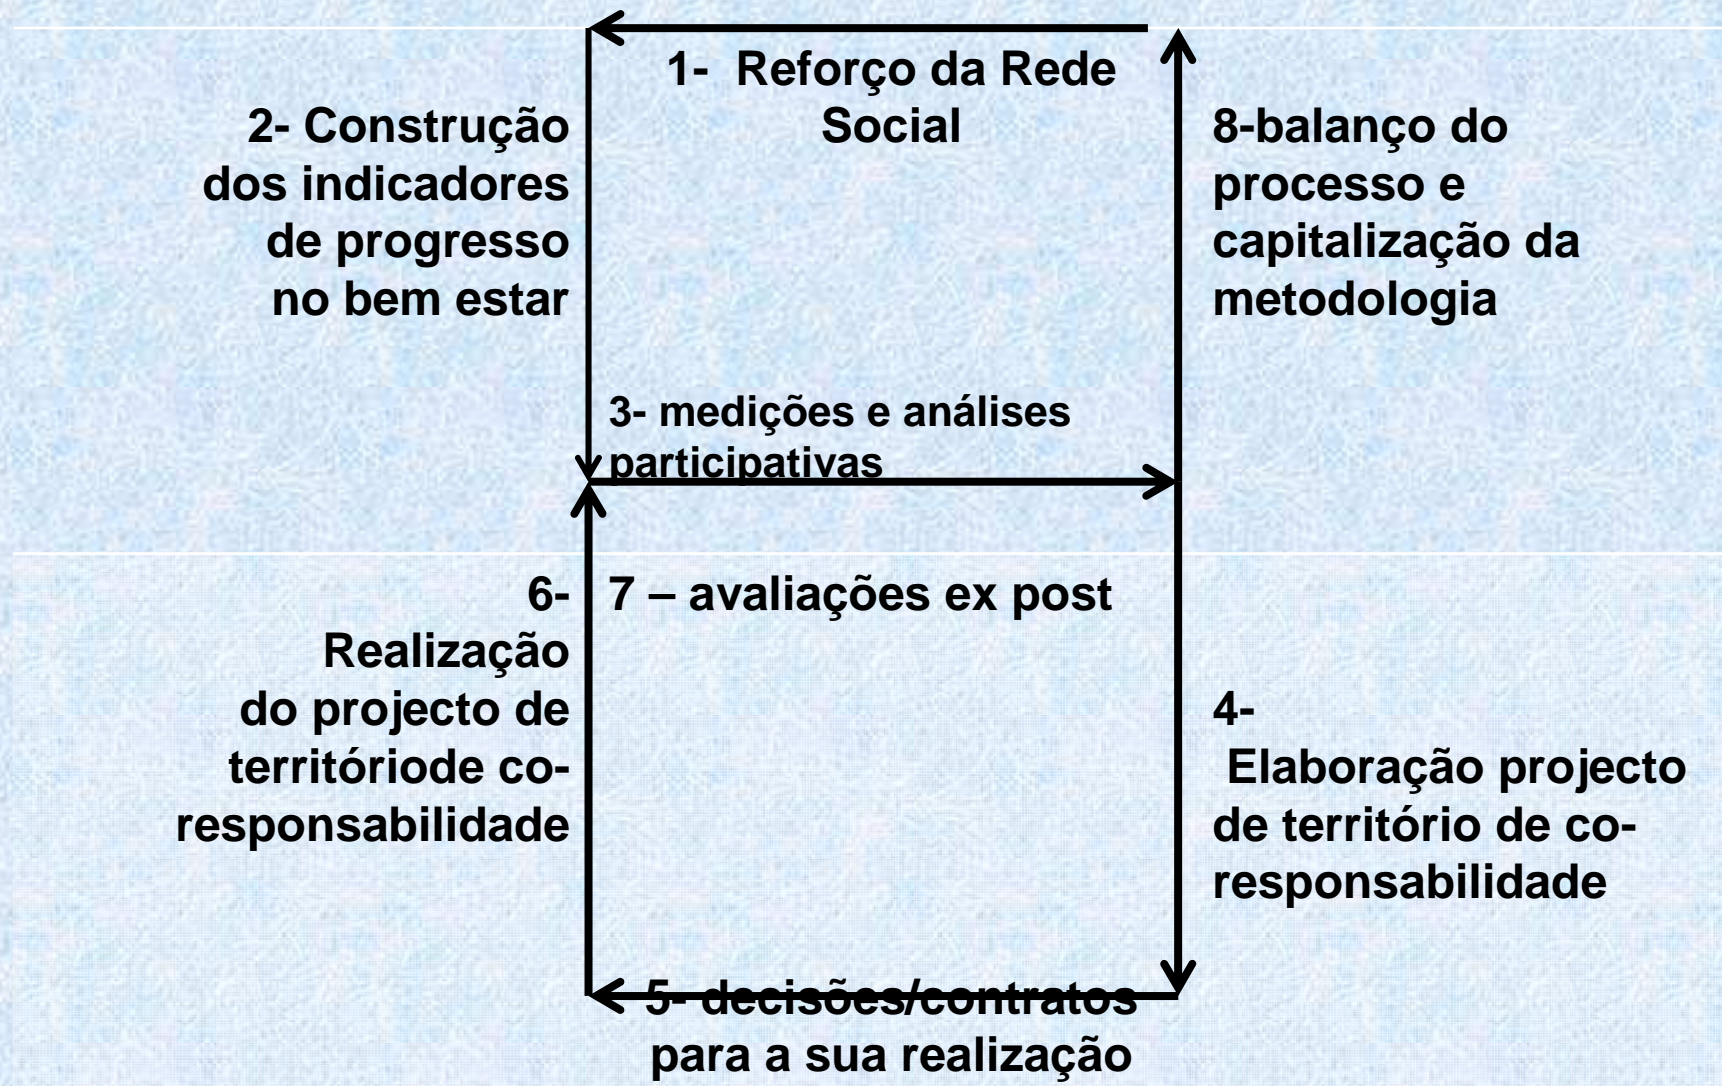 1- Reforço da Rede
Social
2- Construção
dos indicadores
de progresso
no bem estar
8-balanço do
processo e
capitalização da
metodologia
3- medições e análises
participativas
6-
Realização
do projecto de
territóriode co-
responsabilidade
7 – avaliações ex post
4-
Elaboração projecto
de território de co-
responsabilidade
5- decisões/contratos
para a sua realização